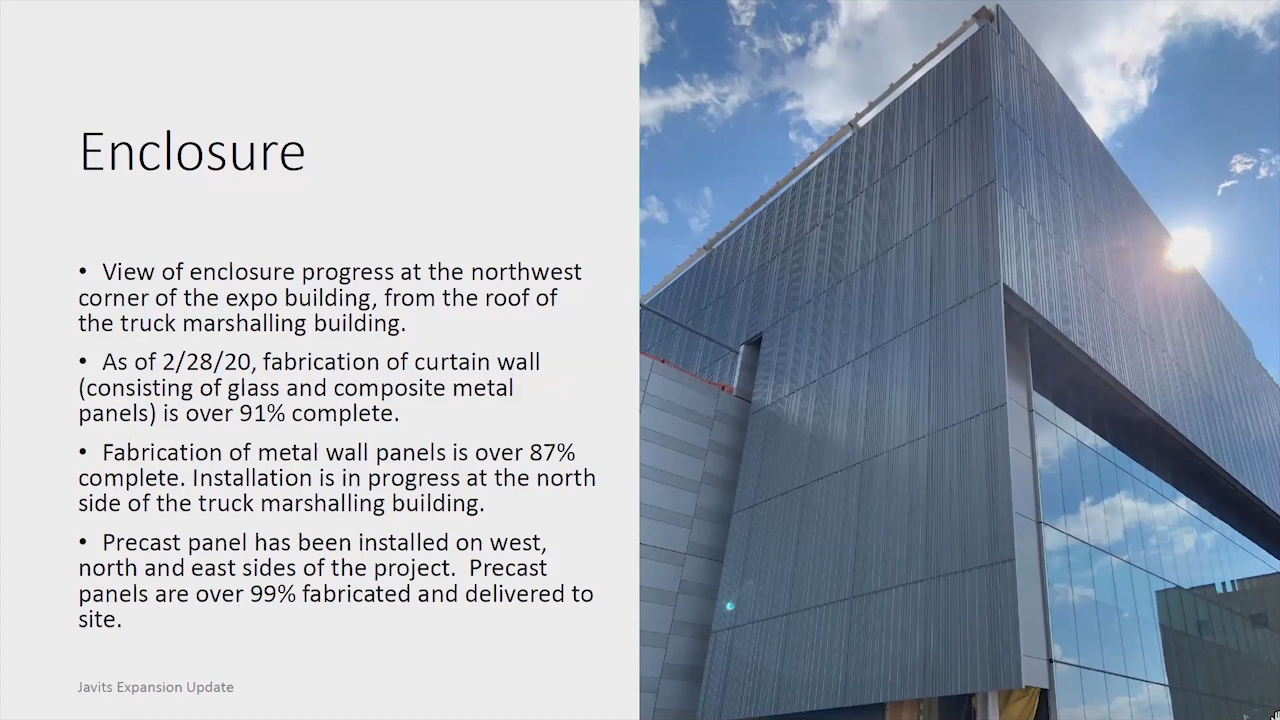 Enclosure
• View of enclosure progress at the northwest
corner of the expo building, from the roof of
the truck marshalling building.
• As of 2/28/20, fabrication of curtain wall
(consisting of glass and composite metal
panels) is over 91% complete.
• Fabrication of metal wall panels is over 87%
complete. Installation is in progress at the north
side of the truck marshalling building.
• Precast panel has been installed on west,
north and east sides of the project.  Precast
panels are over 99% fabricated and delivered to
site.
Javits Expansion Update